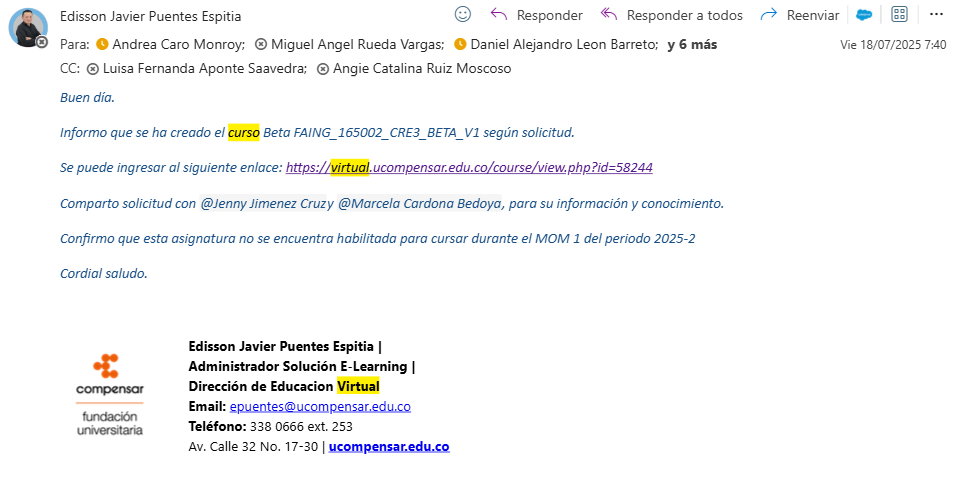 Edisson Javier Puentes Espitia
Responder
Responder a todos
Reenviar
Para: Andrea Caro Monroy; Miguel Angel Rueda Vargas; Daniel Alejandro Leon Barreto; y 6 más
Vie 18/07/2025 7:40
CC: Luisa Fernanda Aponte Saavedra; Angie Catalina Ruiz Moscoso
Buen día.
Informo que se ha creado el curso Beta FAING_165002_CRE3_BETA_V1 según solicitud.
Se puede ingresar al siguiente enlace: https://virtual.ucompensar.edu.co/course/view.php?id=58244
Comparto solicitud con @Jenny Jimenez Cruzy @Marcela Cardona Bedoya, para su información y conocimiento.
Confirmo que esta asignatura no se encuentra habilitada para cursar durante el MOM 1 del periodo 2025-2
Cordial saludo.
compensar
fundación
universitaria
Edisson Javier Puentes Espitia |
Administrador Solución E-Learning |
Dirección de Educacion Virtual
Email: epuentes@ucompensar.edu.co
Teléfono: 338 0666 ext. 253
Av. Calle 32 No. 17-30 | ucompensar.edu.co